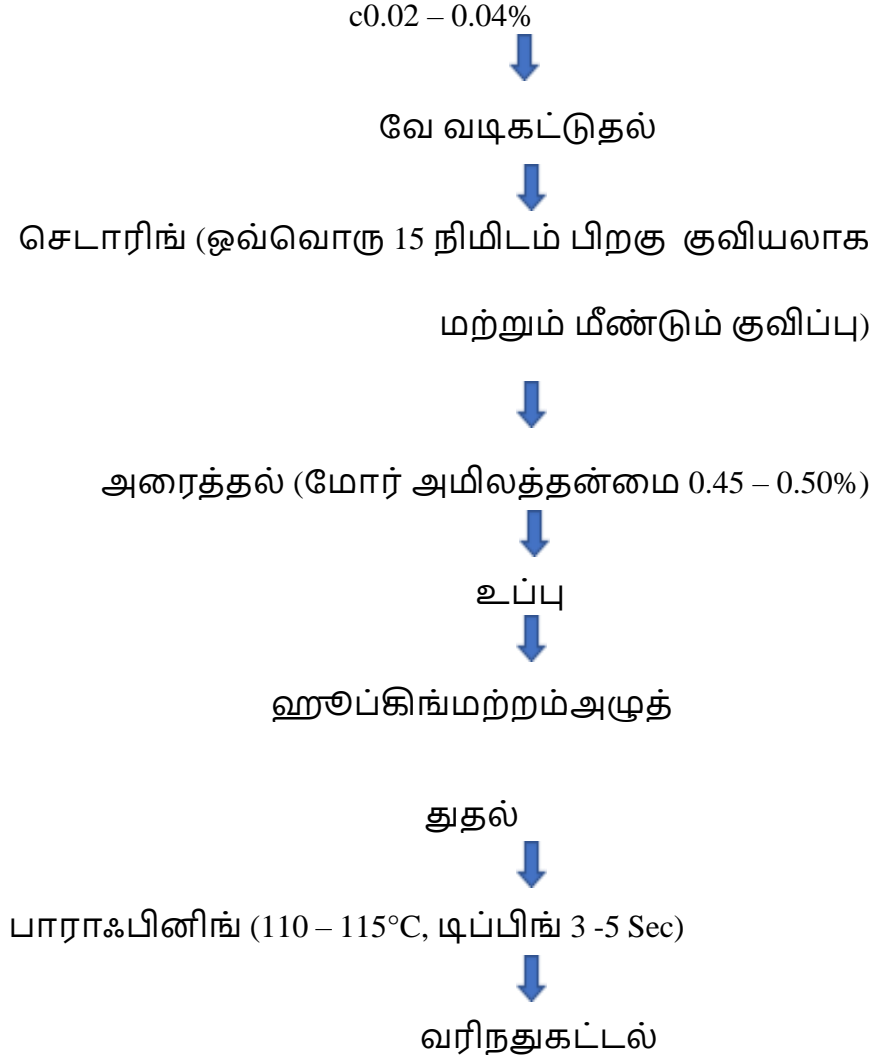 c0.02 – 0.04%
வே வடிகட்டுதல்
செடாரிங் (ஒவ்வொரு 15 நிமிடம் பிறகு குவியலாக
மற்றும் மீண்டும் குவிப்பு)
அரைத்தல் (மோர் அமிலத்தன்மை 0.45 – 0.50%)
உப்பு
ஹூப்கிங்மற்றம்அழுத்
துதல்
பாராஃபினிங் (110 – 115°C, டிப்பிங் 3 -5 Sec)
வரிநதுகட்டல்